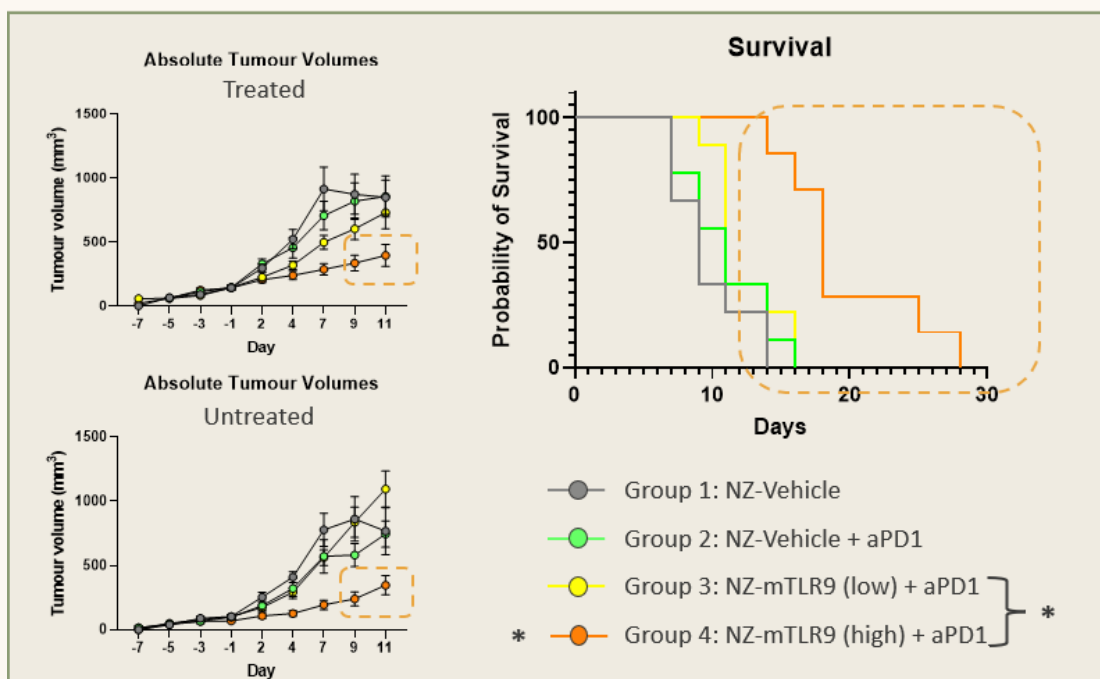 Absolute Tumour Volumes
Treated
Tumour volume (mm³)
1500
1000
500
0
-7 -5 -3 -1 2 4 7 9 11
Day
Absolute Tumour Volumes
Untreated
Tumour volume (mm³)
1500
1000
500
0
-7 -5 -3 -1 2 4 7 9 11
Day
Survival
Probability of Survival
100
50
0
0 10 20 30
Days
Group 1: NZ-Vehicle
Group 2: NZ-Vehicle + aPD1
Group 3: NZ-mTLR9 (low) + aPD1
* Group 4: NZ-mTLR9 (high) + aPD1
*